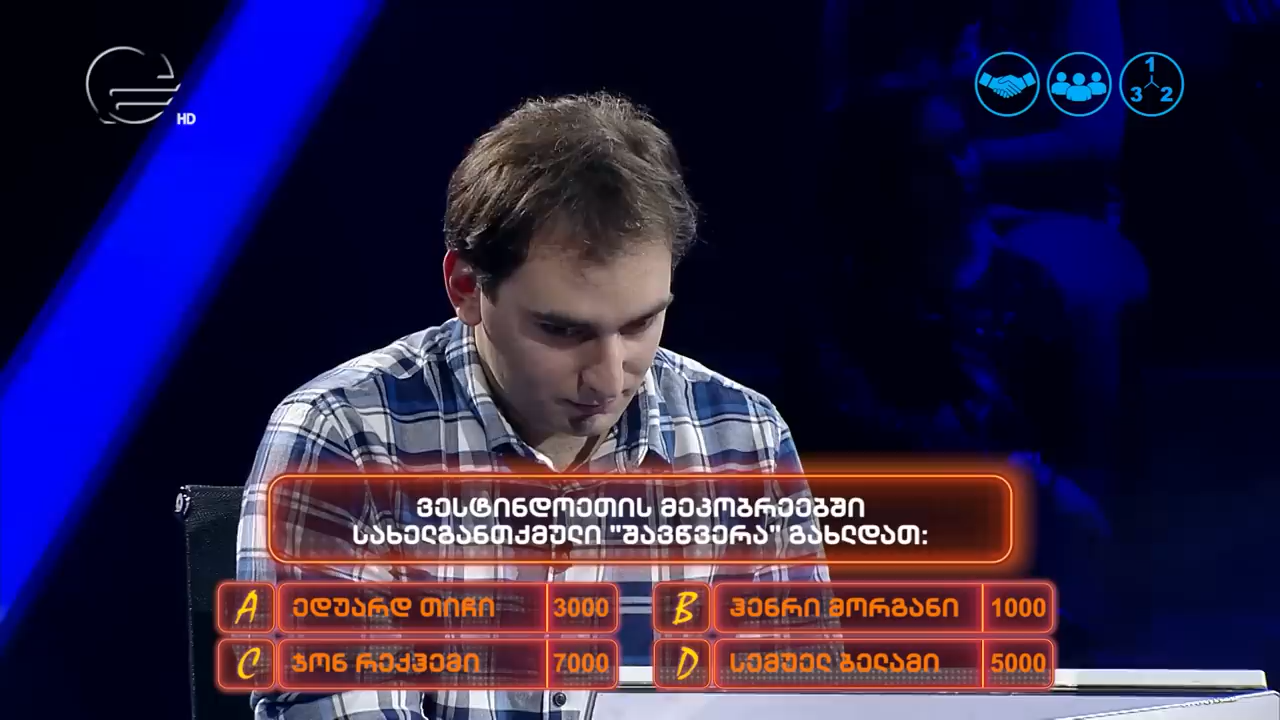 HD
1
3 2
ვესტინდოეთის მეკობრეებში
სახელგანთქმული "შავწვერა" გახლდათ:
A ედუარდ თიჩი 3000
B ჰენრი მორგანი 1000
C ჯონ რექჰემი 7000
D სემუელ ბელამი 5000